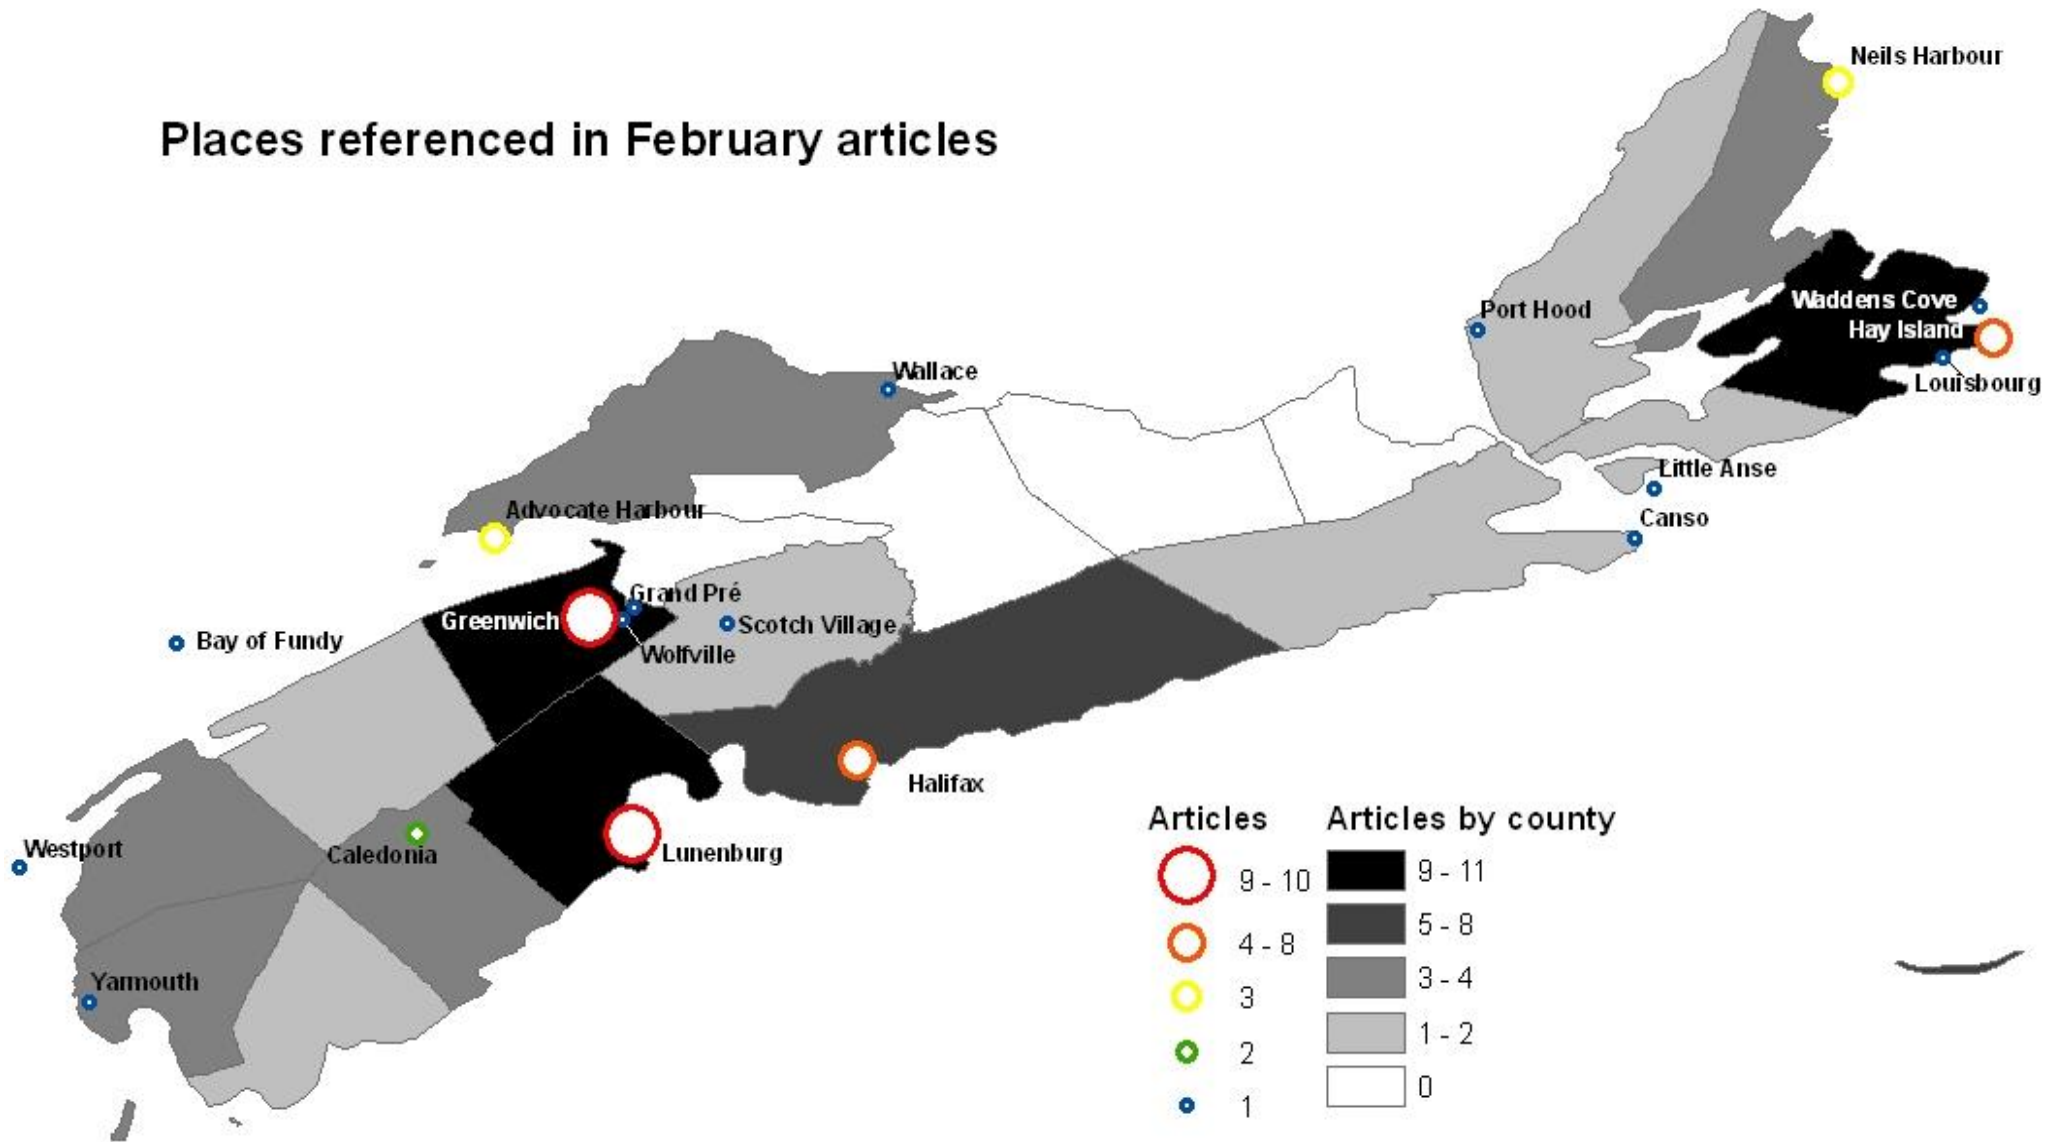 Neils Harbour
Places referenced in February articles
Waddens Cove
Port Hood
Hay Island
Wallace
Louisbourg
Little Anse
Advocate Harbour
Canso
Grand Pré
Greenwich
Scotch Village
Bay of Fundy
Wolfville
Halifax
Westport
Caledonia
Lunenburg
Yarmouth
Articles
9 - 10
4 - 8
3
2
1
Articles by county
9 - 11
5 - 8
3 - 4
1 - 2
0